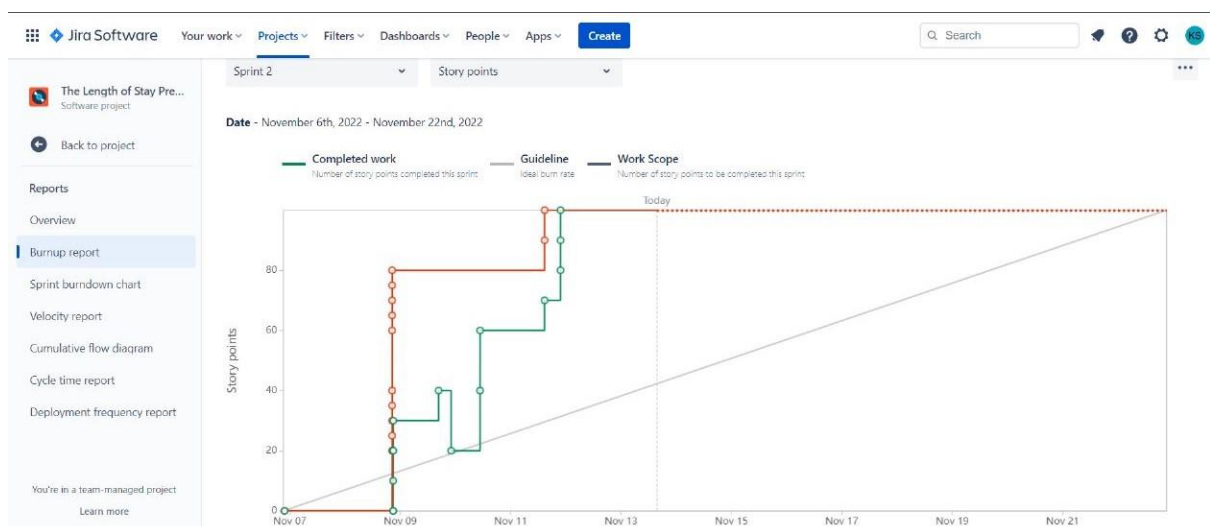 Jira Software Your work Projects Filters Dashboards People Apps Create Search KS
Sprint 2 Story points
The Length of Stay Pre...
Software project
Date - November 6th, 2022 - November 22nd, 2022
Back to project
Completed work Guideline Work Scope
Number of story points completed this sprint Ideal burn rate Number of story points to be completed this sprint
Reports
Today
Overview
Burnup report
80
Sprint burndown chart
Velocity report
60
Cumulative flow diagram
Story points
Cycle time report
40
Deployment frequency report
20
You're in a team-managed project
Learn more
0
Nov 07 Nov 09 Nov 11 Nov 13 Nov 15 Nov 17 Nov 19 Nov 21